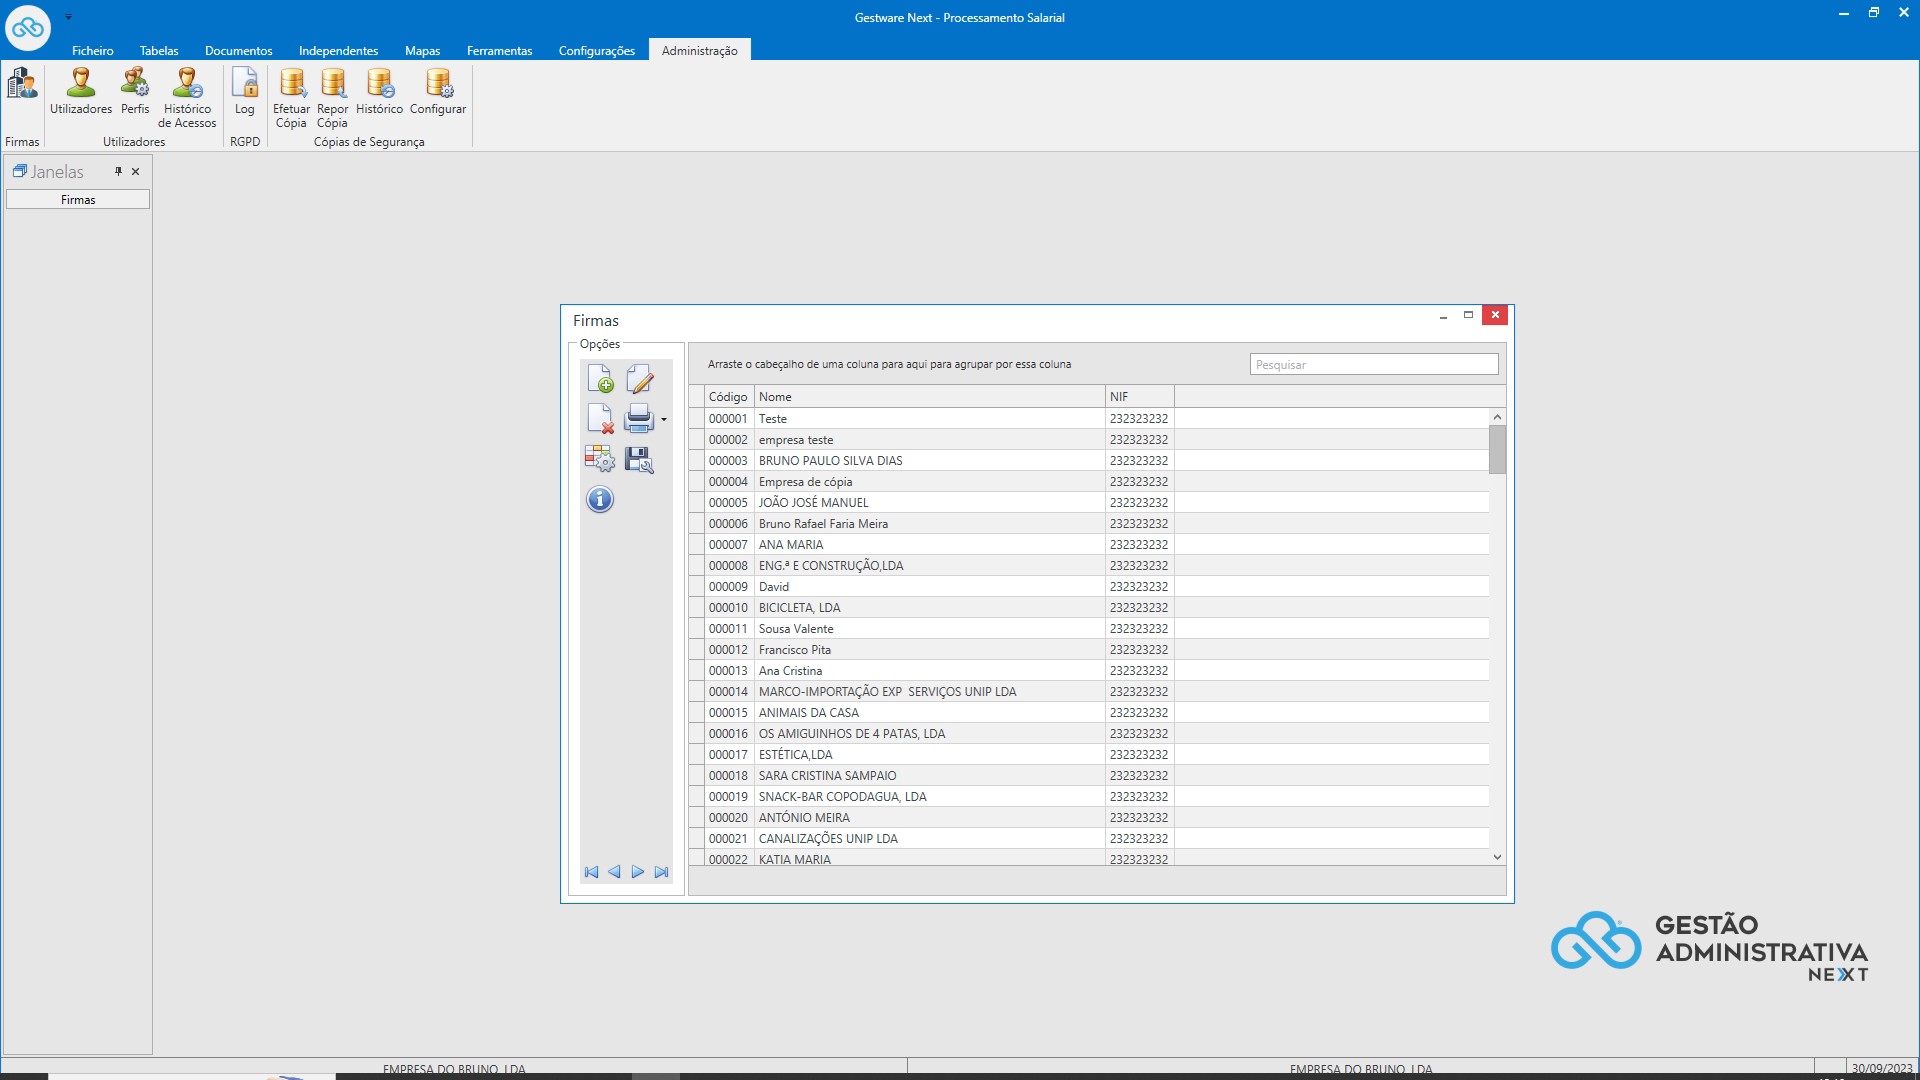 Gestware Next - Processamento Salarial
Ficheiro Tabelas Documentos Independentes Mapas Ferramentas Configurações Administração
Utilizadores Perfis Histórico de Acessos Log Efetuar Cópia Repor Cópia Histórico Configurar
Firmas Utilizadores RGPD Cópias de Segurança
Janelas
Firmas
Firmas
Opções
Arraste o cabeçalho de uma coluna para aqui para agrupar por essa coluna Pesquisar
Código Nome NIF
000001 Teste 232323232
000002 empresa teste 232323232
000003 BRUNO PAULO SILVA DIAS 232323232
000004 Empresa de cópia 232323232
000005 JOÃO JOSÉ MANUEL 232323232
000006 Bruno Rafael Faria Meira 232323232
000007 ANA MARIA 232323232
000008 ENG.ª E CONSTRUÇÃO,LDA 232323232
000009 David 232323232
000010 BICICLETA, LDA 232323232
000011 Sousa Valente 232323232
000012 Francisco Pita 232323232
000013 Ana Cristina 232323232
000014 MARCO-IMPORTAÇÃO EXP  SERVIÇOS UNIP LDA 232323232
000015 ANIMAIS DA CASA 232323232
000016 OS AMIGUINHOS DE 4 PATAS, LDA 232323232
000017 ESTÉTICA,LDA 232323232
000018 SARA CRISTINA SAMPAIO 232323232
000019 SNACK-BAR COPODAGUA, LDA 232323232
000020 ANTÓNIO MEIRA 232323232
000021 CANALIZAÇÕES UNIP LDA 232323232
000022 KATIA MARIA 232323232
GESTÃO
ADMINISTRATIVA
NEXT
EMPRESA DO BRUNO, LDA EMPRESA DO BRUNO, LDA 30/09/2023